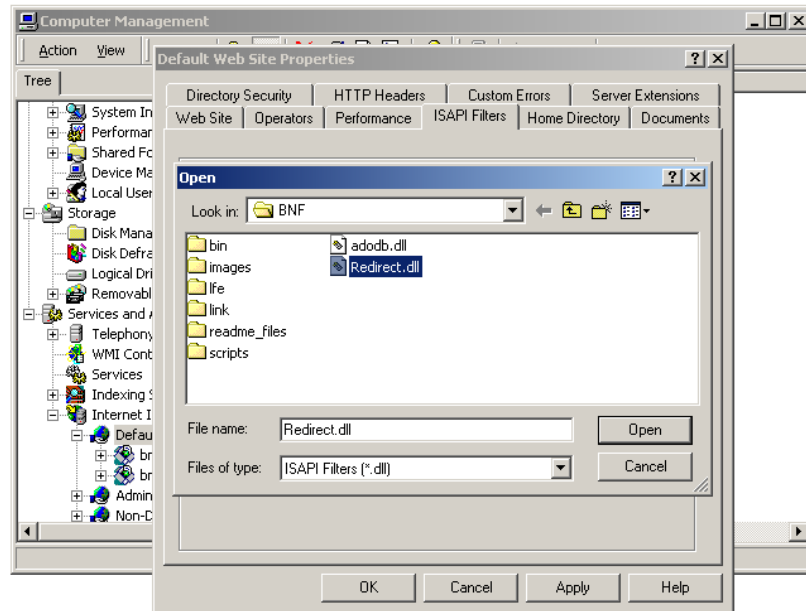 Computer Management
Action View
Tree
System In
Performan
Shared Fo
Device Ma
Local User
Storage
Disk Mana
Disk Defra
Logical Dri
Removabl
Services and A
Telephony
WMI Cont
Services
Indexing S
Internet I
Defau
br
br
Admin
Non-D
Default Web Site Properties
Directory Security HTTP Headers Custom Errors Server Extensions
Web Site Operators Performance ISAPI Filters Home Directory Documents
Open
Look in: BNF
bin adodb.dll
images Redirect.dll
lfe
link
readme_files
scripts
File name: Redirect.dll Open
Files of type: ISAPI Filters (*.dll) Cancel
OK Cancel Apply Help